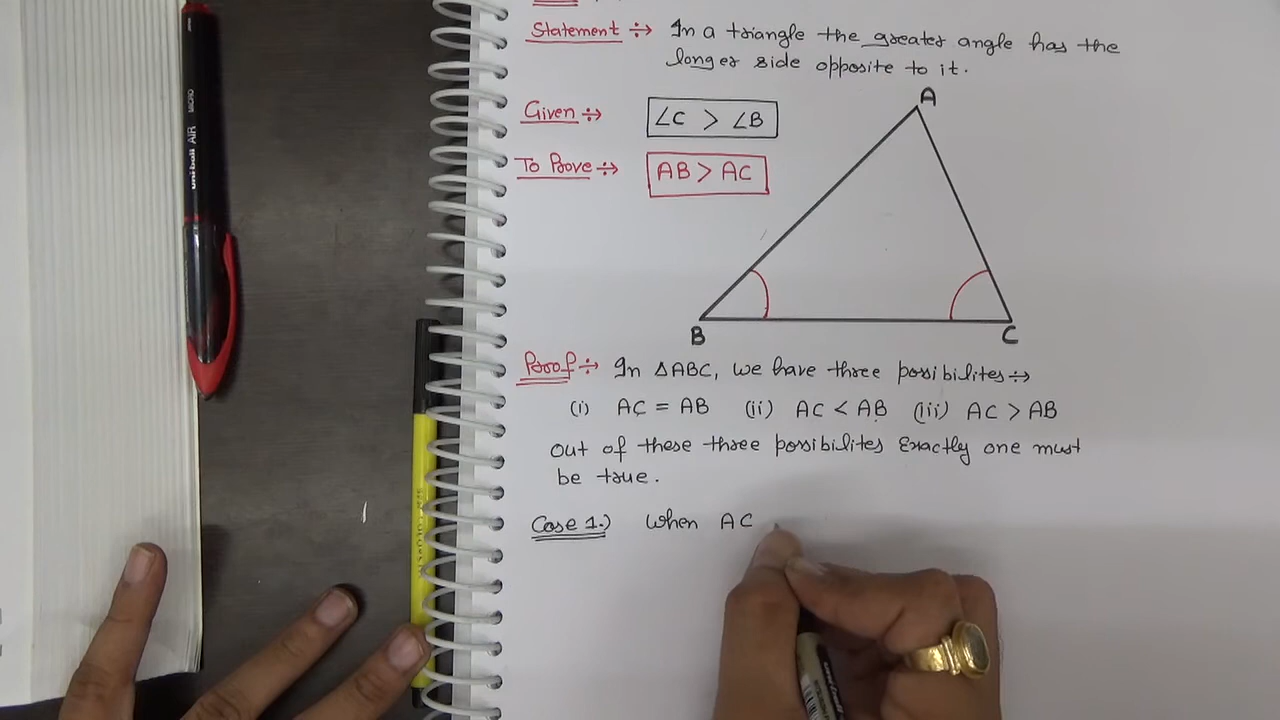 Statement ÷> In a triangle the greater angle has the
longer side opposite to it.
Given ÷> ∠C > ∠B
To Prove ÷> AB > AC
A
B
C
Proof ÷> In ΔABC, we have three possibilites ÷>
(i) AC = AB (ii) AC < AB (iii) AC > AB
out of these three possibilites Exactly one must
be true.
Case 1.) When AC
uniball AIR MICRO